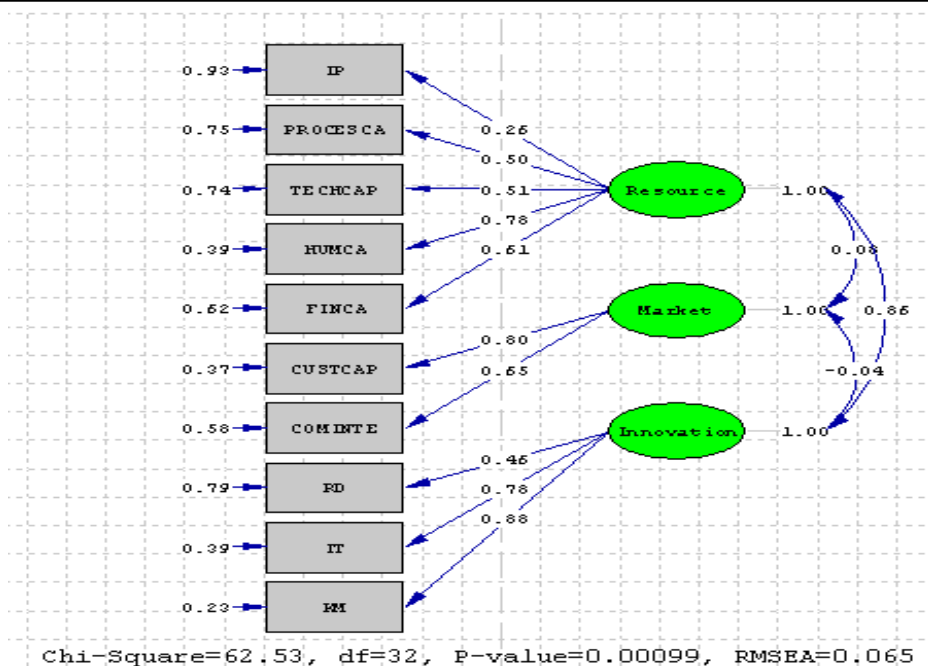 0.93 IP
0.75 PROCESCA 0.26
0.50
0.74 TECHCAP 0.51 Resource 1.00
0.78
0.39 HUMCA 0.61 0.08
0.62 FINCA Market 1.00 0.86
0.80
0.37 CUSTCAP 0.65 -0.04
0.58 COMINTE Innovation 1.00
0.46
0.79 RD 0.78
0.88
0.39 IT
0.23 KM
Chi-Square=62.53, df=32, P-value=0.00099, RMSEA=0.065